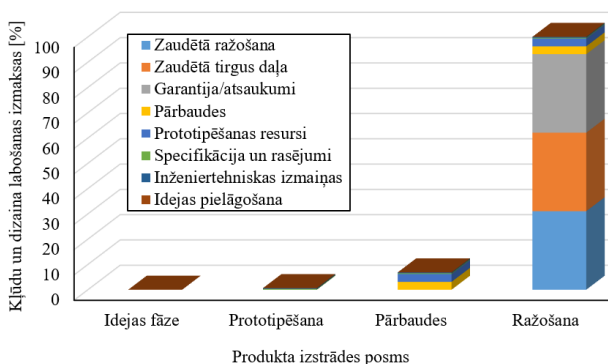 Kļūdu un dizaina labošanas izmaksas [%]
100
90
80
70
60
50
40
30
20
10
0
Zaudētā ražošana
Zaudētā tirgus daļa
Garantija/atsaukumi
Pārbaudes
Prototipēšanas resursi
Specifikācija un rasējumi
Inženiertehniskas izmaiņas
Idejas pielāgošana
Idejas fāze
Prototipēšana
Pārbaudes
Ražošana
Produkta izstrādes posms